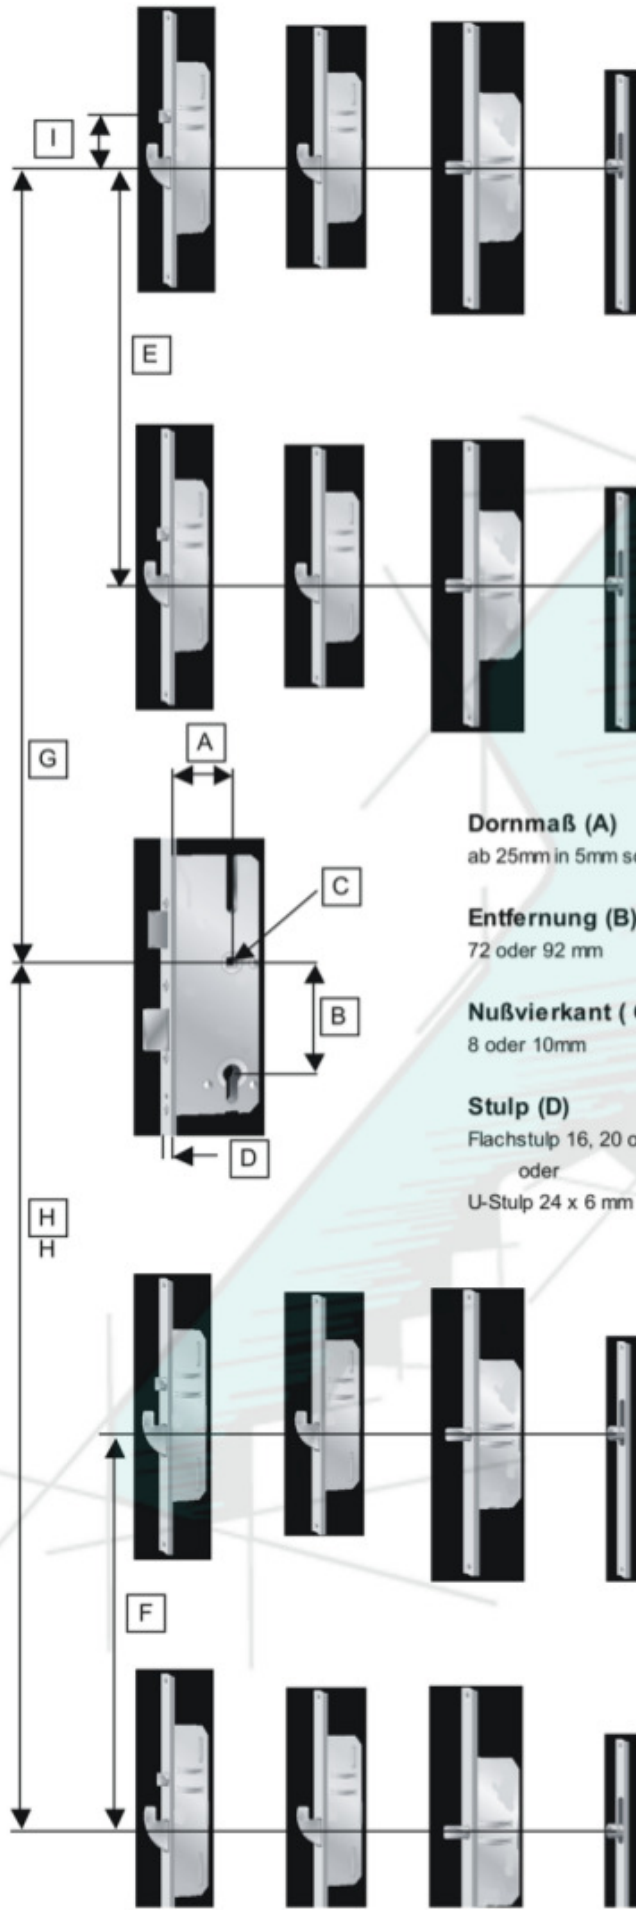 I
E
G
A
C
B
D
H
H
F
Dornmaß (A)
ab 25mm in 5mm
Entfernung (B)
72 oder 92 mm
Nußvierkant (
8 oder 10mm
Stulp (D)
Flachstulp 16, 20
oder
U-Stulp 24 x 6 mm